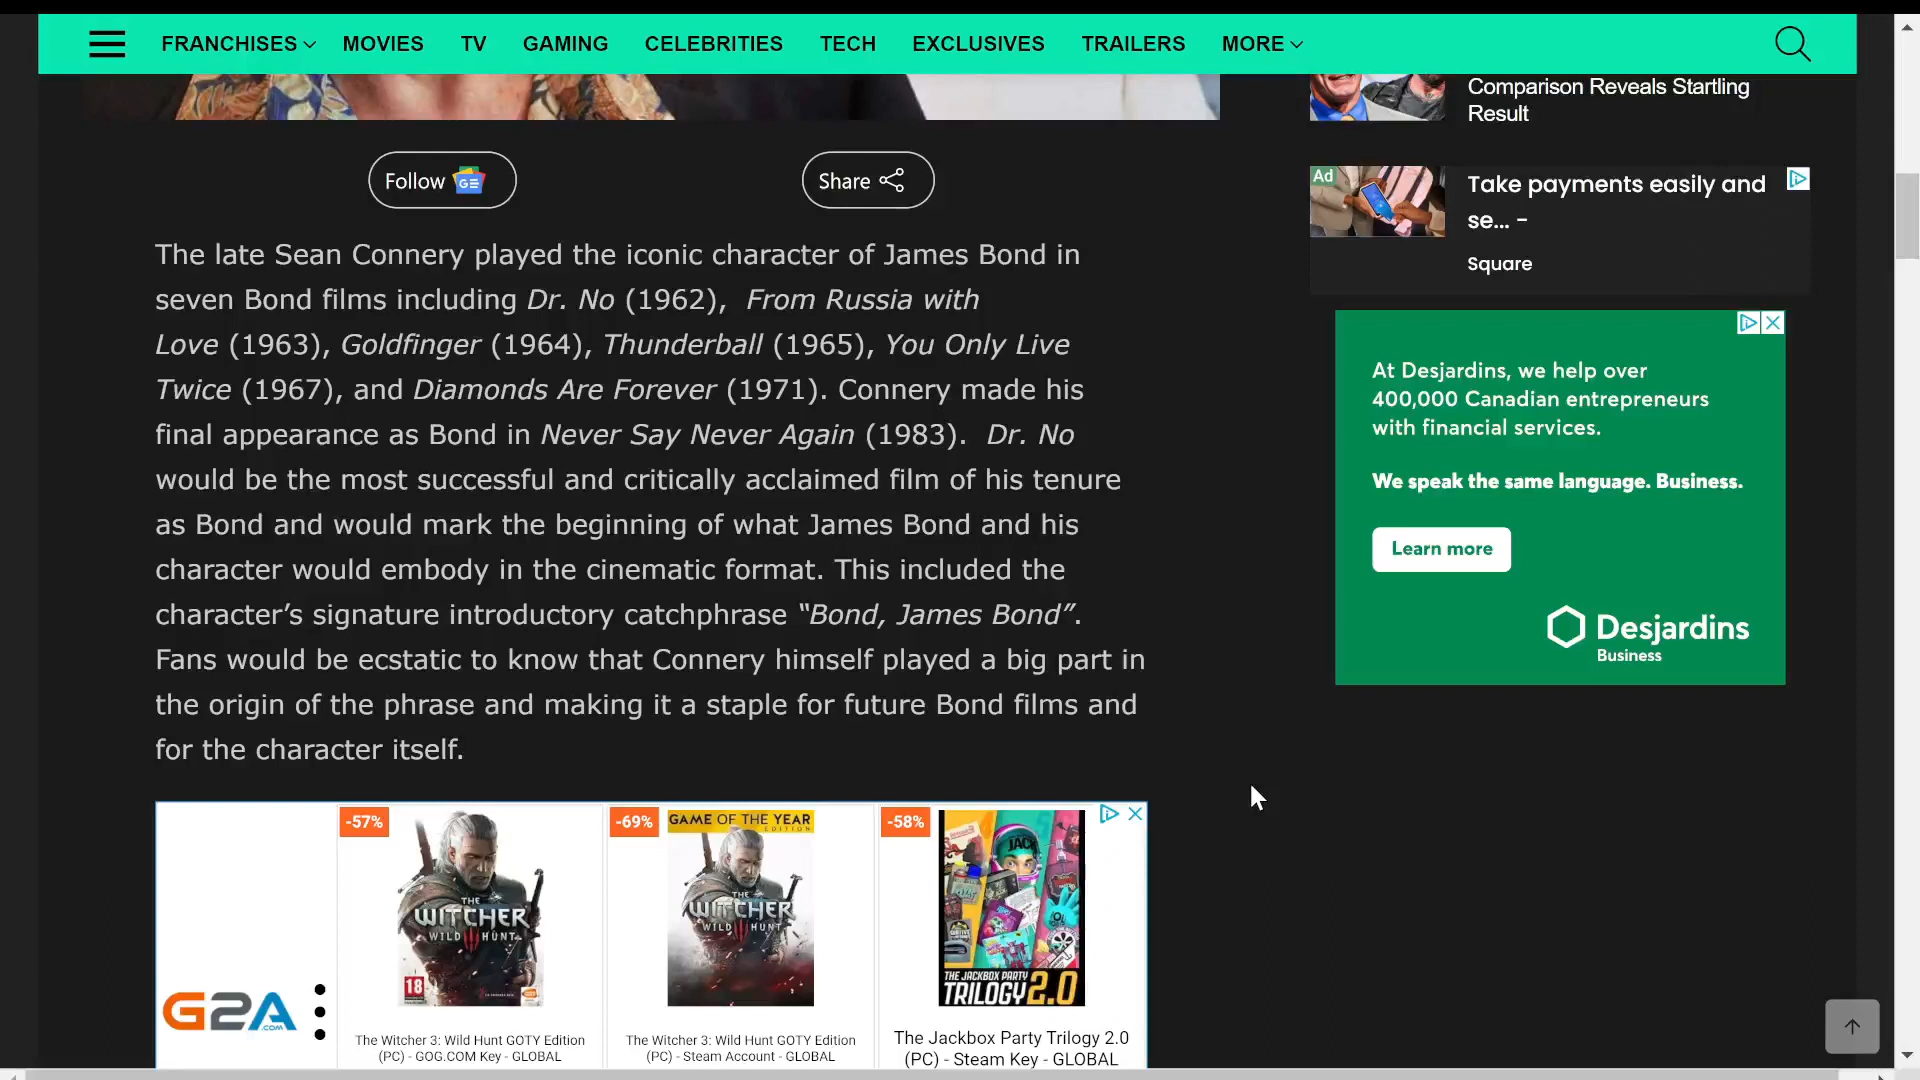 FRANCHISES MOVIES TV GAMING CELEBRITIES TECH EXCLUSIVES TRAILERS MORE
Comparison Reveals Startling
Result
Follow GE
Share
Ad
Take payments easily and
se... -
Square
The late Sean Connery played the iconic character of James Bond in
seven Bond films including Dr. No (1962), From Russia with
Love (1963), Goldfinger (1964), Thunderball (1965), You Only Live
Twice (1967), and Diamonds Are Forever (1971). Connery made his
final appearance as Bond in Never Say Never Again (1983). Dr. No
would be the most successful and critically acclaimed film of his tenure
as Bond and would mark the beginning of what James Bond and his
character would embody in the cinematic format. This included the
character’s signature introductory catchphrase “Bond, James Bond”.
Fans would be ecstatic to know that Connery himself played a big part in
the origin of the phrase and making it a staple for future Bond films and
for the character itself.
At Desjardins, we help over
400,000 Canadian entrepreneurs
with financial services.
We speak the same language. Business.
Learn more
Desjardins
Business
-57%
THE
WITCHER
WILD HUNT
18
The Witcher 3: Wild Hunt GOTY Edition
(PC) - GOG.COM Key - GLOBAL
-69%
GAME OF THE YEAR
EDITION
THE
WITCHER
WILD HUNT
The Witcher 3: Wild Hunt GOTY Edition
(PC) - Steam Account - GLOBAL
-58%
JACK
THE JACKBOX PARTY
TRILOGY 2.0
The Jackbox Party Trilogy 2.0
(PC) - Steam Key - GLOBAL
G2A.COM